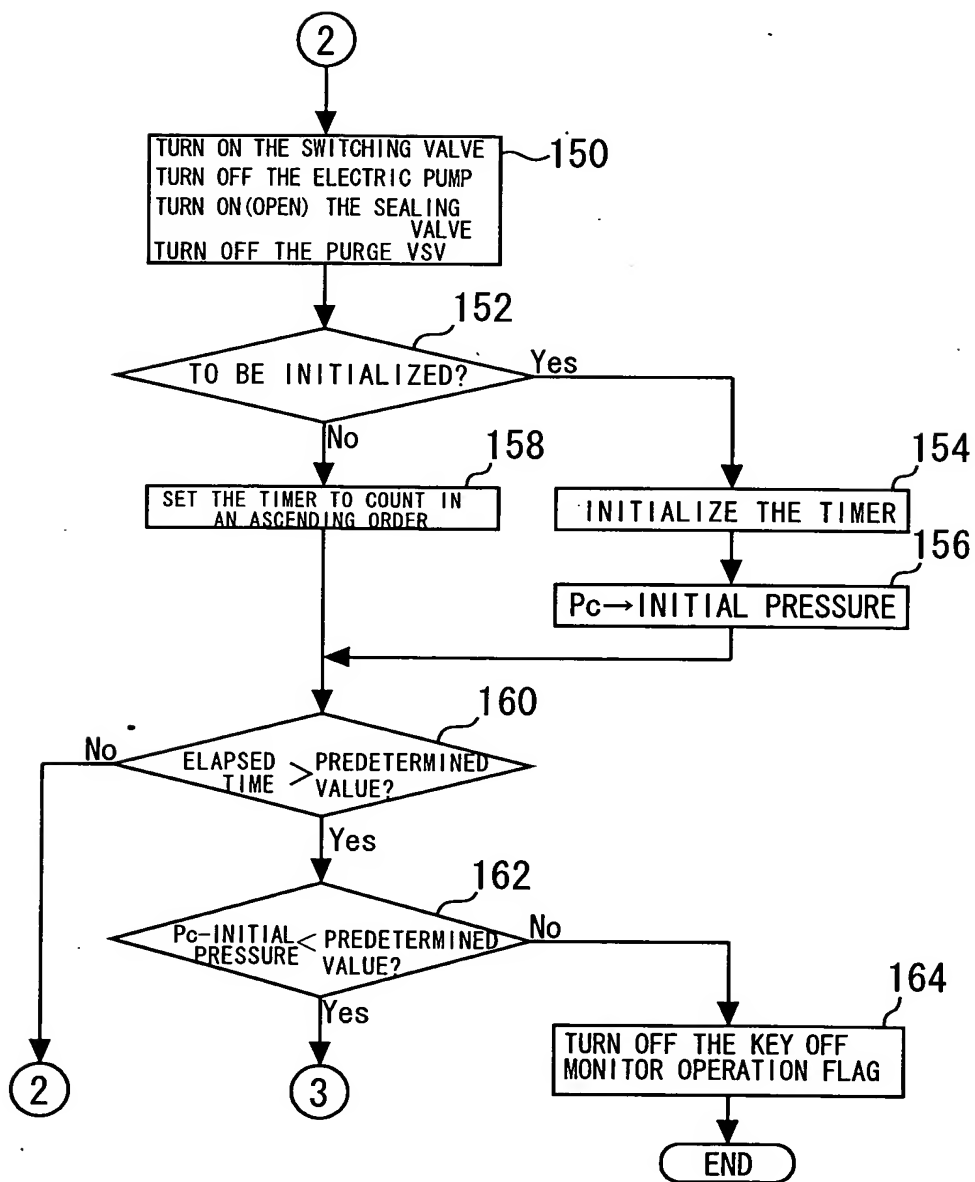 2
TURN ON THE SWITCHING VALVE
TURN OFF THE ELECTRIC PUMP
TURN ON(OPEN) THE SEALING
VALVE
TURN OFF THE PURGE VSV
150
152
TO BE INITIALIZED?
Yes
No
158
SET THE TIMER TO COUNT IN
AN ASCENDING ORDER
154
INITIALIZE THE TIMER
156
Pc→INITIAL PRESSURE
160
No
ELAPSED TIME > PREDETERMINED VALUE?
Yes
162
Pc-INITIAL PRESSURE < PREDETERMINED VALUE?
No
Yes
164
TURN OFF THE KEY OFF
MONITOR OPERATION FLAG
2
3
END